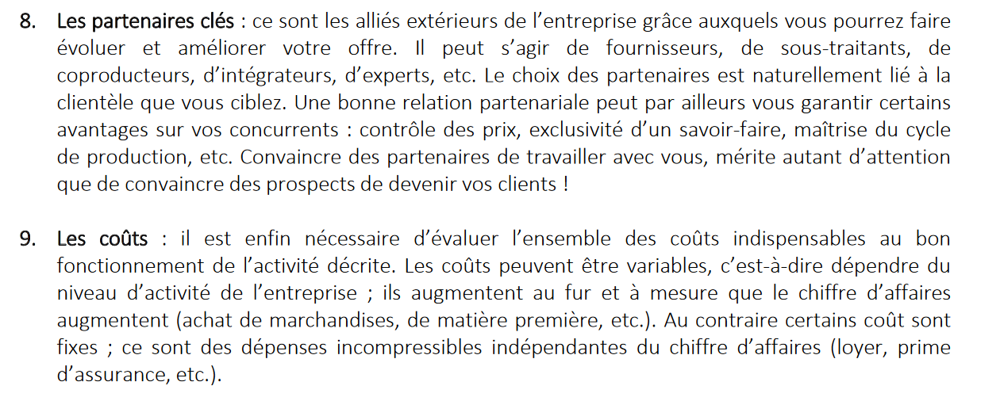 8. Les partenaires clés : ce sont les alliés extérieurs de l’entreprise grâce auxquels vous pourrez faire
évoluer et améliorer votre offre. Il peut s’agir de fournisseurs, de sous-traitants, de
coproducteurs, d’intégrateurs, d’experts, etc. Le choix des partenaires est naturellement lié à la
clientèle que vous ciblez. Une bonne relation partenariale peut par ailleurs vous garantir certains
avantages sur vos concurrents : contrôle des prix, exclusivité d’un savoir-faire, maîtrise du cycle
de production, etc. Convaincre des partenaires de travailler avec vous, mérite autant d’attention
que de convaincre des prospects de devenir vos clients !
9. Les coûts : il est enfin nécessaire d’évaluer l’ensemble des coûts indispensables au bon
fonctionnement de l’activité décrite. Les coûts peuvent être variables, c’est-à-dire dépendre du
niveau d’activité de l’entreprise ; ils augmentent au fur et à mesure que le chiffre d’affaires
augmentent (achat de marchandises, de matière première, etc.). Au contraire certains coût sont
fixes ; ce sont des dépenses incompressibles indépendantes du chiffre d’affaires (loyer, prime
d’assurance, etc.).